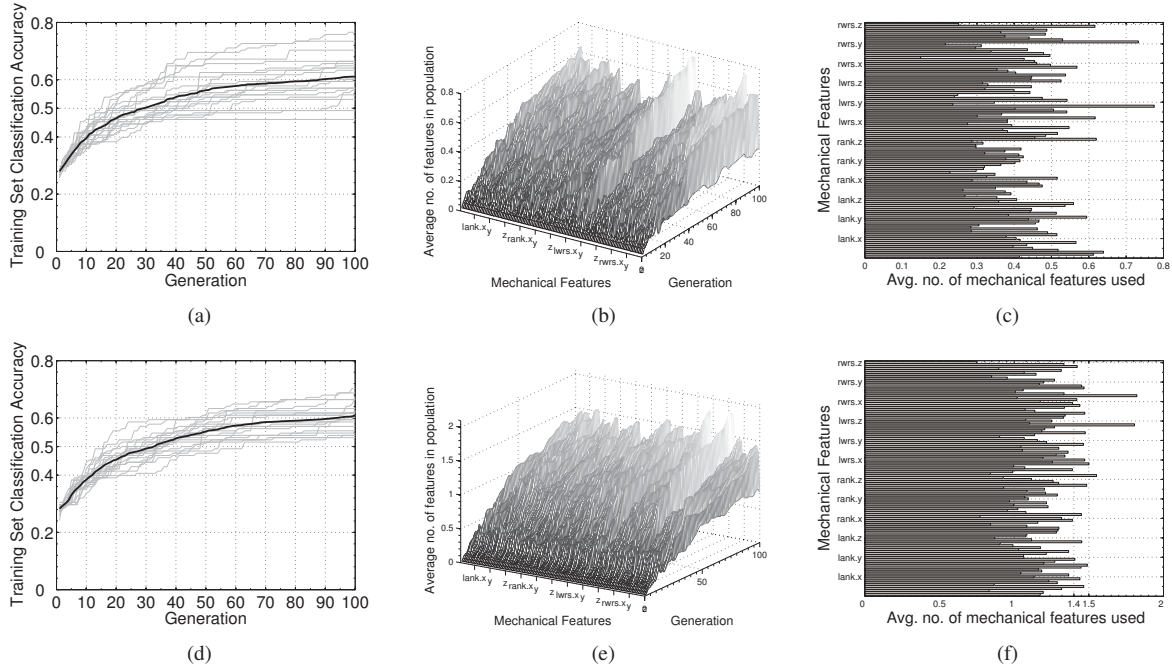 0.8
0.6
0.5
0.4
0.2
0
0 10 20 30 40 50 60 70 80 90 100
Training Set Classification Accuracy
Generation
(a)
0.8
0.7
0.6
0.4
0.2
0
Average no. of features in population
lank.x y z rank.x y z lwrs.x y z rwrs.x y
Mechanical Features
20 40 60 80 100
Generation
(b)
rwrs.z
rwrs.y
rwrs.x
lwrs.z
lwrs.y
lwrs.x
rank.z
rank.y
rank.x
lank.z
lank.y
lank.x
Mechanical Features
0 0.1 0.2 0.3 0.4 0.5 0.6 0.7 0.8
Avg. no. of mechanical features used
(c)
0.8
0.6
0.5
0.4
0.2
0
0 10 20 30 40 50 60 70 80 90 100
Training Set Classification Accuracy
Generation
(d)
2
1.5
1
0.5
0
Average no. of features in population
lank.x y z rank.x y z lwrs.x y z rwrs.x y
Mechanical Features
50 100
Generation
(e)
rwrs.z
rwrs.y
rwrs.x
lwrs.z
lwrs.y
lwrs.x
rank.z
rank.y
rank.x
lank.z
lank.y
lank.x
Mechanical Features
0 0.5 1 1.4 1.5 2
Avg. no. of mechanical features used
(f)